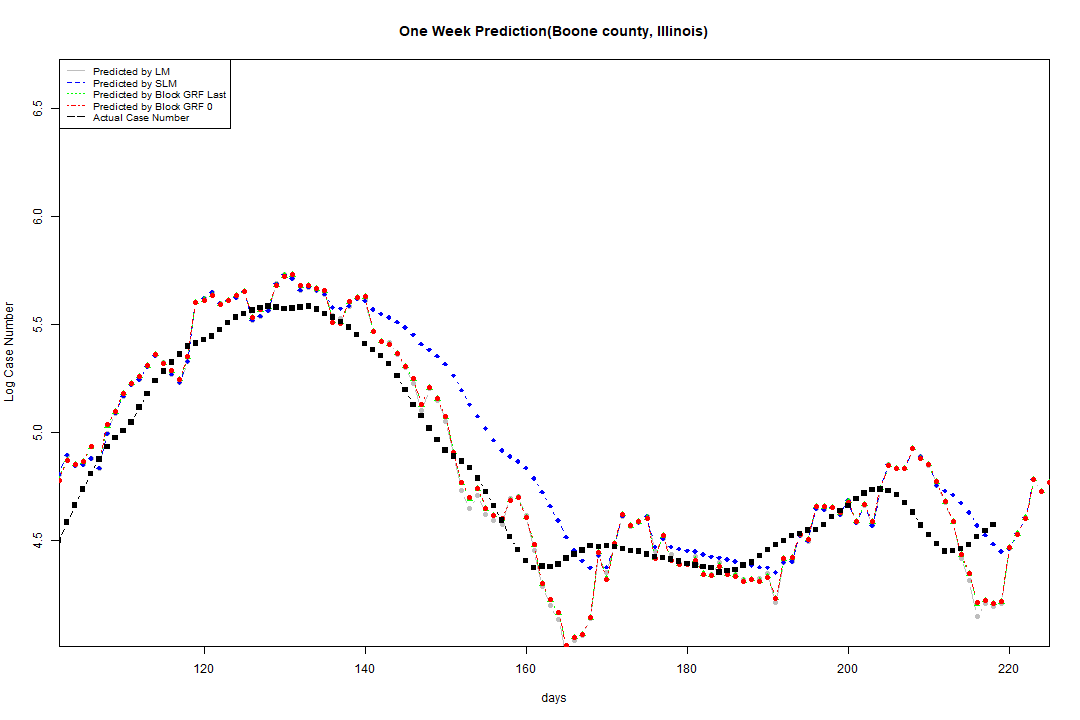 One Week Prediction(Boone county, Illinois)
Predicted by LM
Predicted by SLM
Predicted by Block GRF Last
Predicted by Block GRF 0
Actual Case Number
6.5
6.0
5.5
5.0
4.5
Log Case Number
120 140 160 180 200 220
days